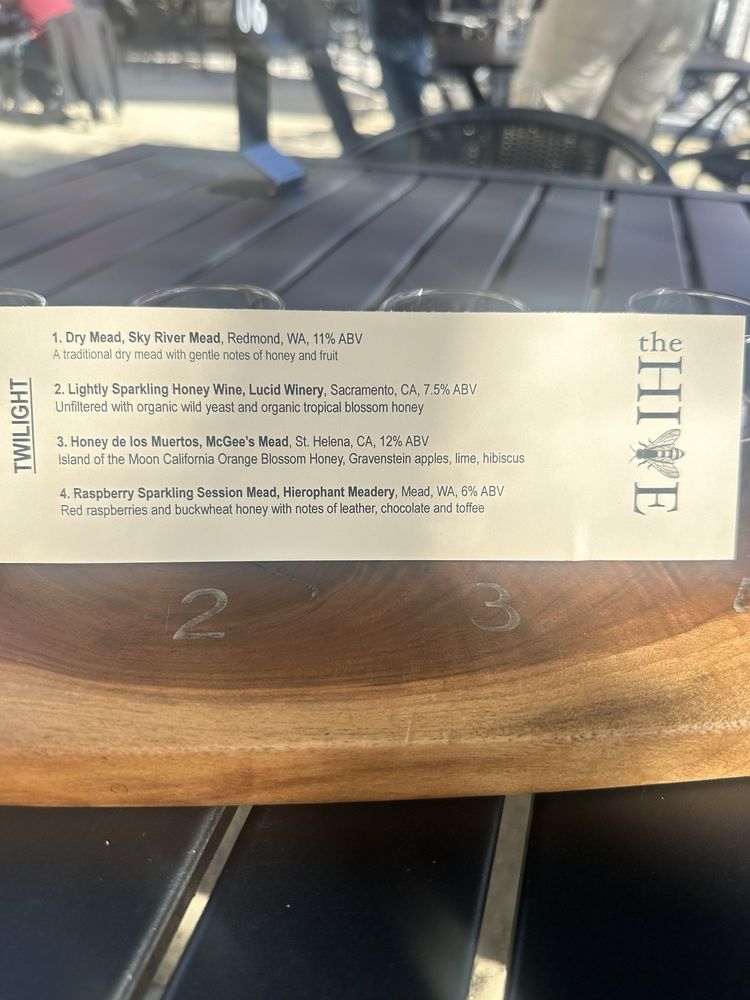 06
TWILIGHT
1. Dry Mead, Sky River Mead, Redmond, WA, 11% ABV
A traditional dry mead with gentle notes of honey and fruit
2. Lightly Sparkling Honey Wine, Lucid Winery, Sacramento, CA, 7.5% ABV
Unfiltered with organic wild yeast and organic tropical blossom honey
3. Honey de los Muertos, McGee's Mead, St. Helena, CA, 12% ABV
Island of the Moon California Orange Blossom Honey, Gravenstein apples, lime, hibiscus
4. Raspberry Sparkling Session Mead, Hierophant Meadery, Mead, WA, 6% ABV
Red raspberries and buckwheat honey with notes of leather, chocolate and toffee
the
HIVE
2
3